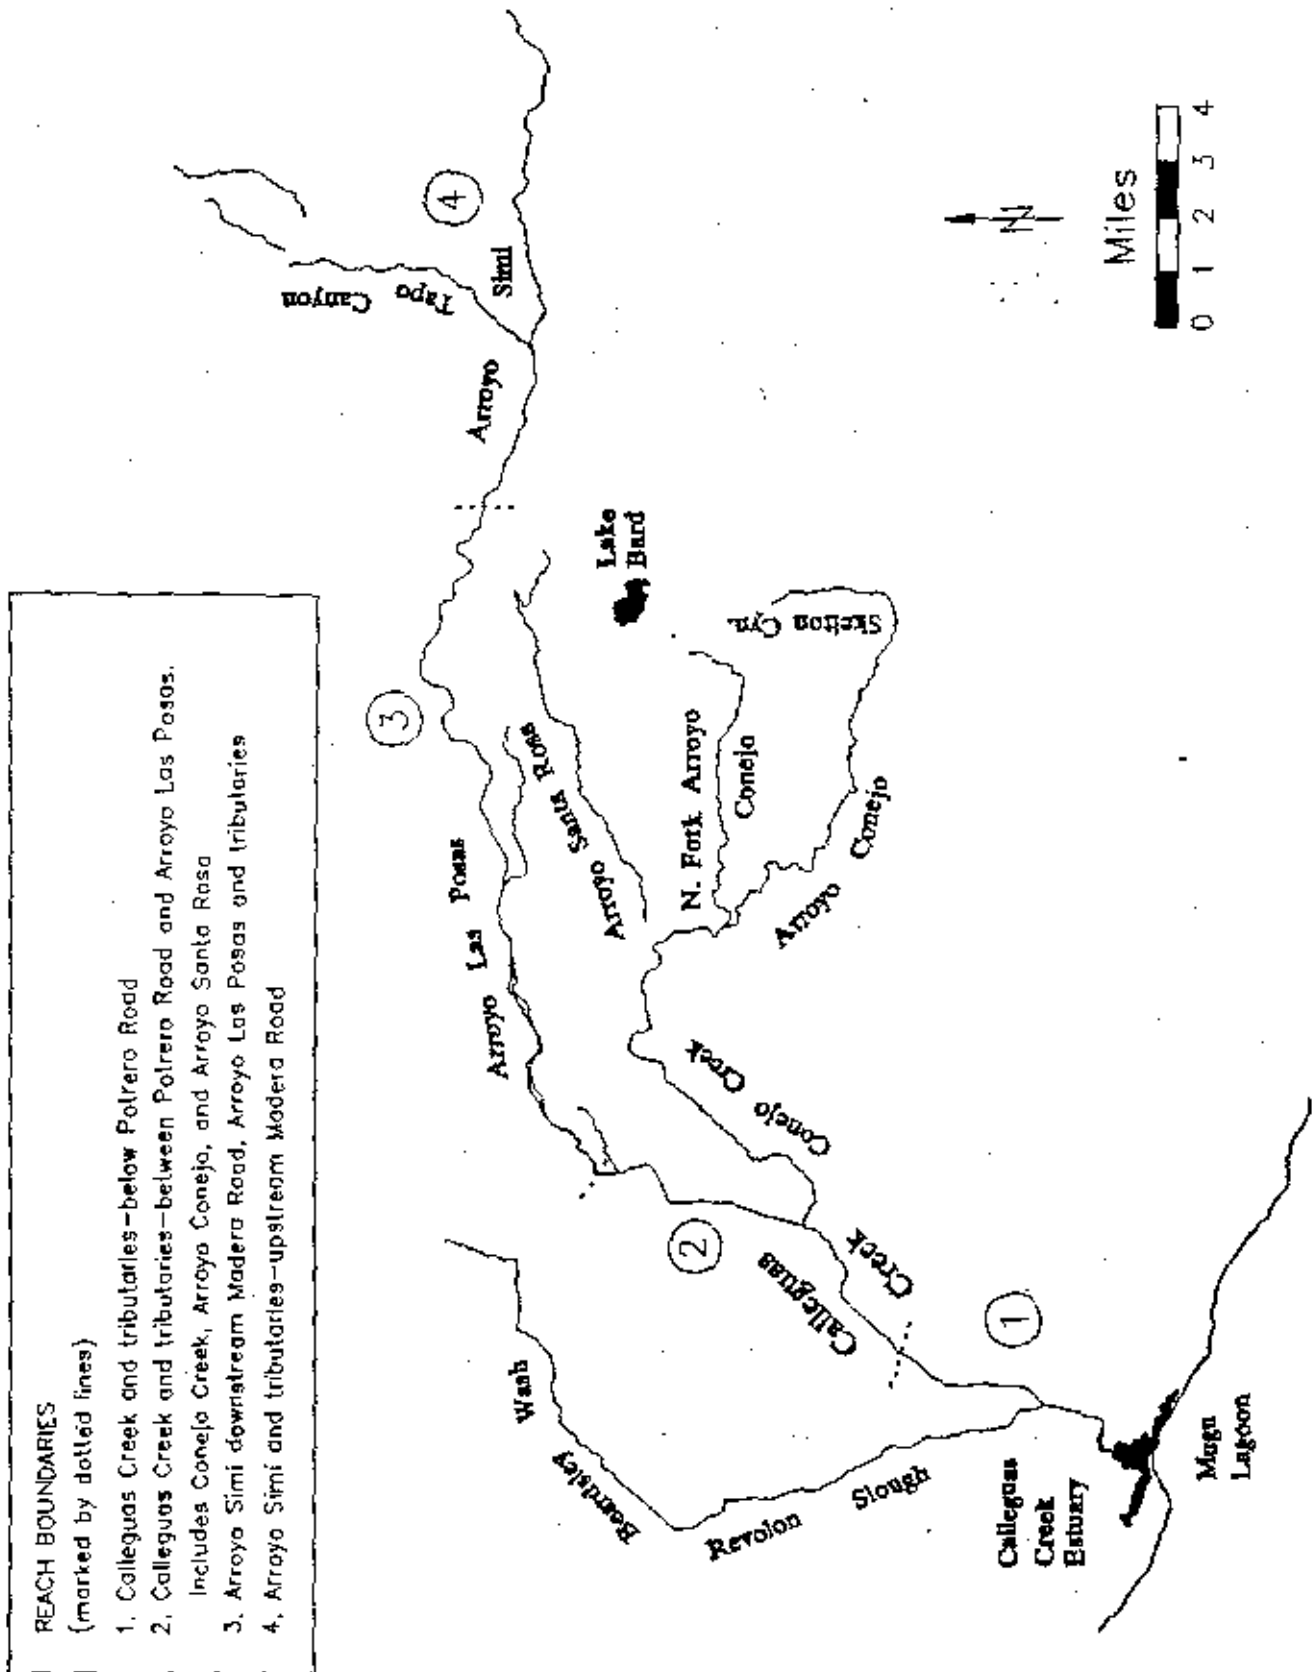 REACH BOUNDARIES
(marked by dotted lines)
1. Calleguas Creek and tributaries-below Potrero Road
2. Calleguas Creek and tributaries-between Potrero Road and Arroyo Las Posas.
Includes Conejo Creek, Arroyo Conejo, and Arroyo Santa Rosa
3. Arroyo Simi downstream Madera Road, Arroyo Las Posas and tributaries
4. Arroyo Simi and tributaries-upstream Madera Road
Beardsley Wash
Revolon Slough
Calleguas
Creek
Estuary
Mugu
Lagoon
1
Calleguas Creek
2
Conejo Creek
Arroyo Las Posas
3
Arroyo Santa Rosa
N. Fork Arroyo
Conejo
Arroyo Conejo
Skelton
Cyn.
Lake
Bard
Arroyo Simi
4
Tapo
Canyon
N
Miles
0 1 2 3 4